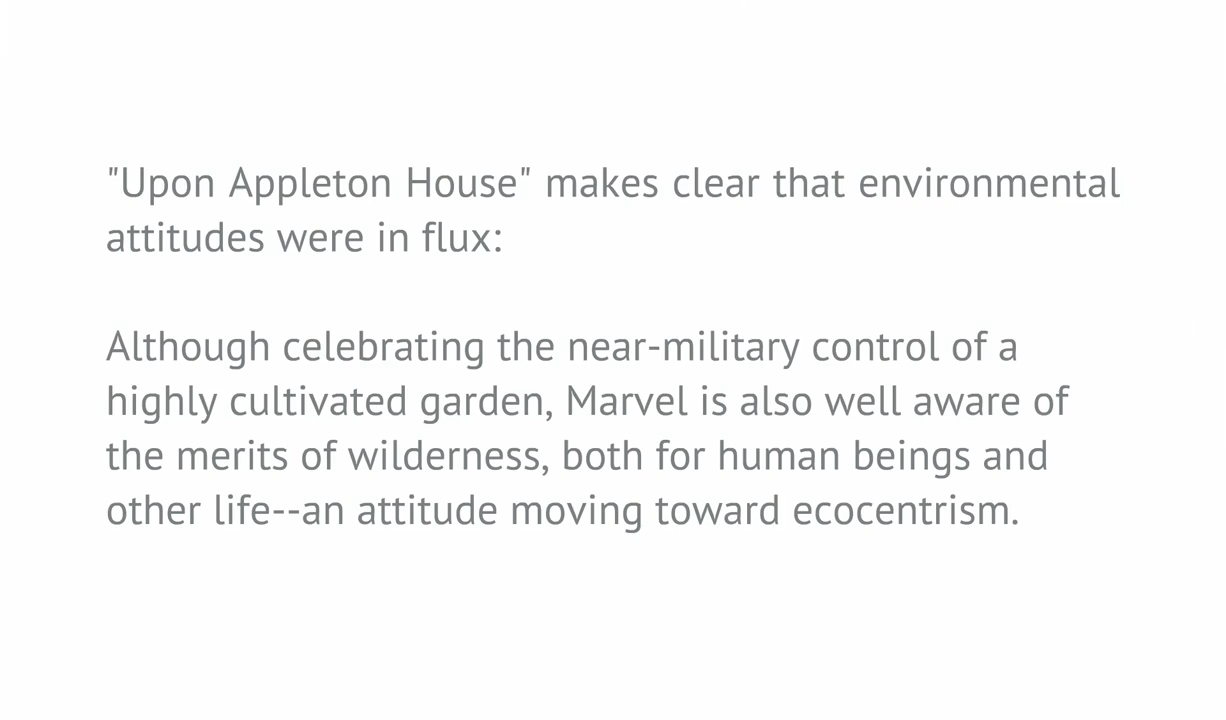 "Upon Appleton House" makes clear that environmental
attitudes were in flux:
Although celebrating the near-military control of a
highly cultivated garden, Marvel is also well aware of
the merits of wilderness, both for human beings and
other life--an attitude moving toward ecocentrism.